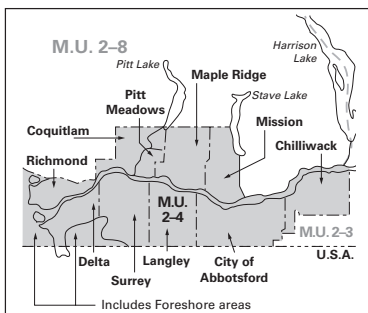 M.U. 2–8
Harrison
Lake
Pitt Lake
Maple Ridge
Stave Lake
Pitt
Meadows
Mission
Coquitlam
Chilliwack
Richmond
M.U.
2–4
M.U. 2–3
U.S.A.
Delta
Langley
City of
Abbotsford
Surrey
Includes Foreshore areas